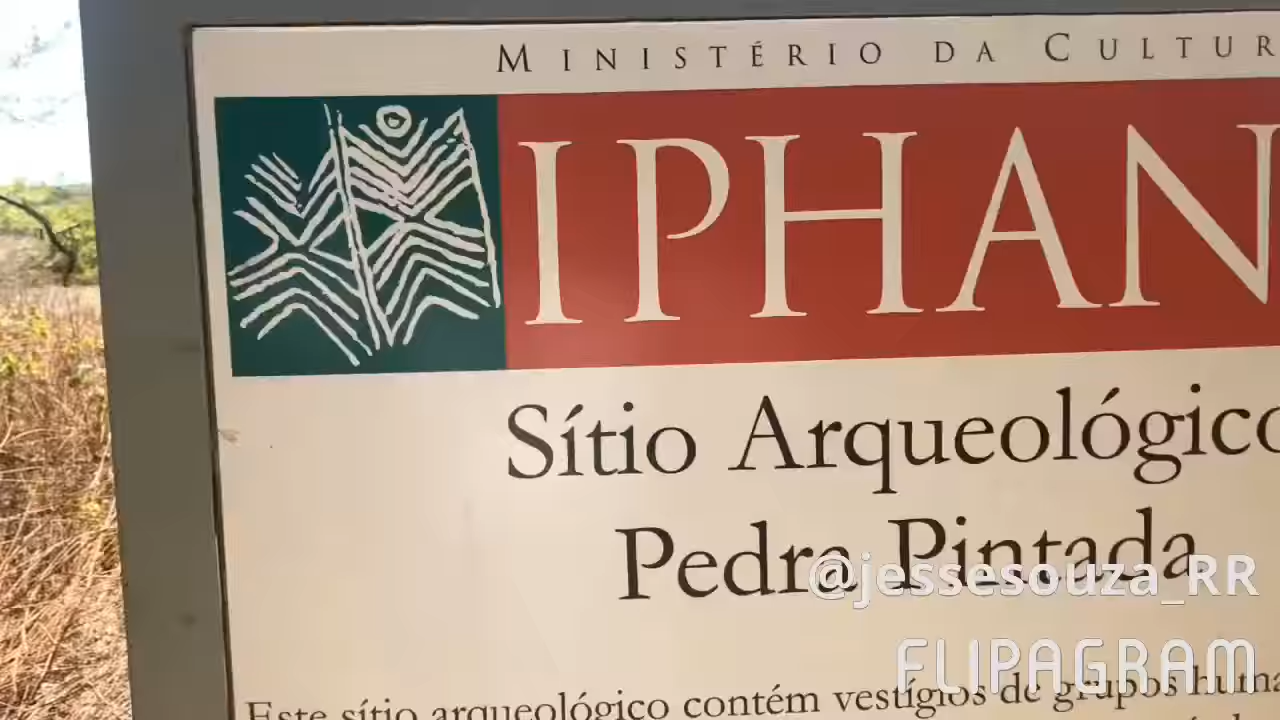 MINISTÉRIO DA CULTUR
IPHAN
Sítio Arqueológico
Pedra Pintada
@jessesouza_RR
FLIPAGRAM
Este sítio arqueológico contém vestígios de grupos huma